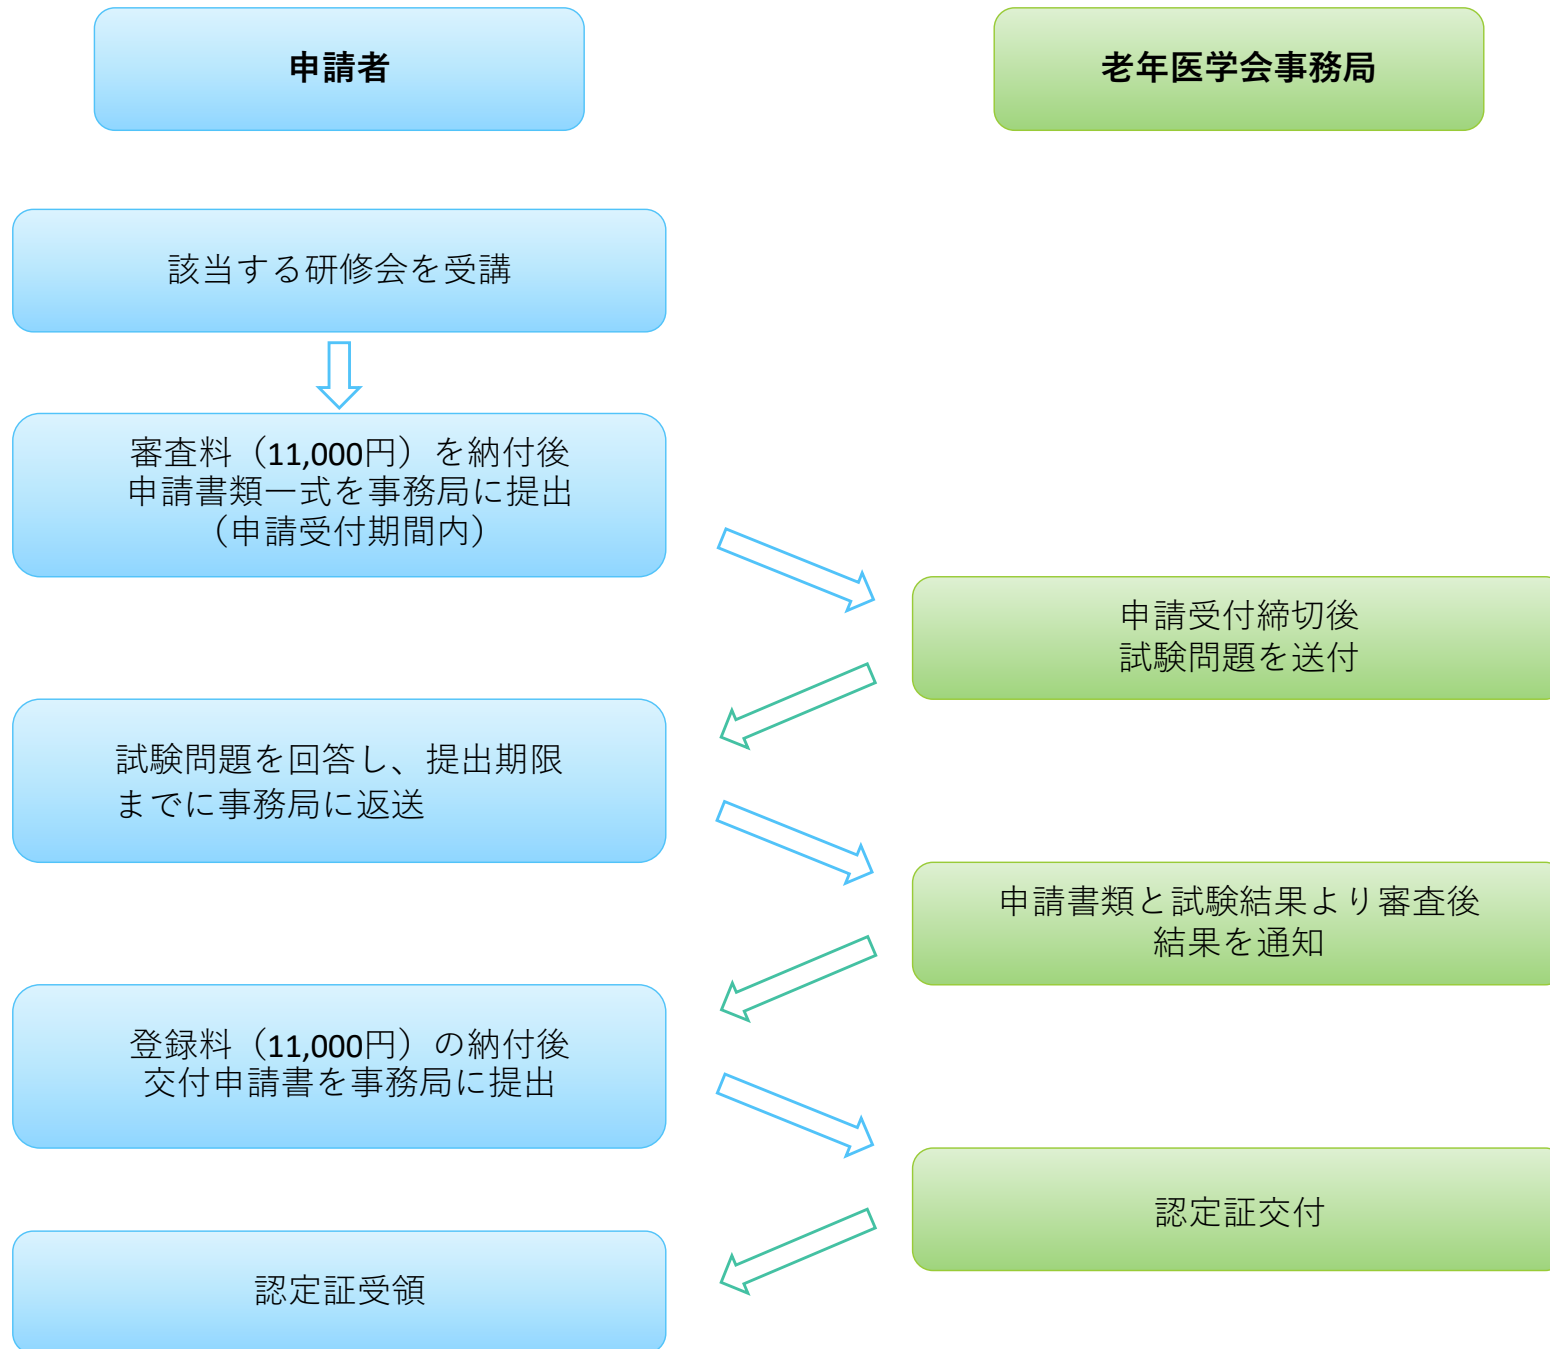 申請者
老年医学会事務局
該当する研修会を受講
審査料（11,000円）を納付後
申請書類一式を事務局に提出
（申請受付期間内）
申請受付締切後
試験問題を送付
試験問題を回答し、提出期限
までに事務局に返送
申請書類と試験結果より審査後
結果を通知
登録料（11,000円）の納付後
交付申請書を事務局に提出
認定証交付
認定証受領